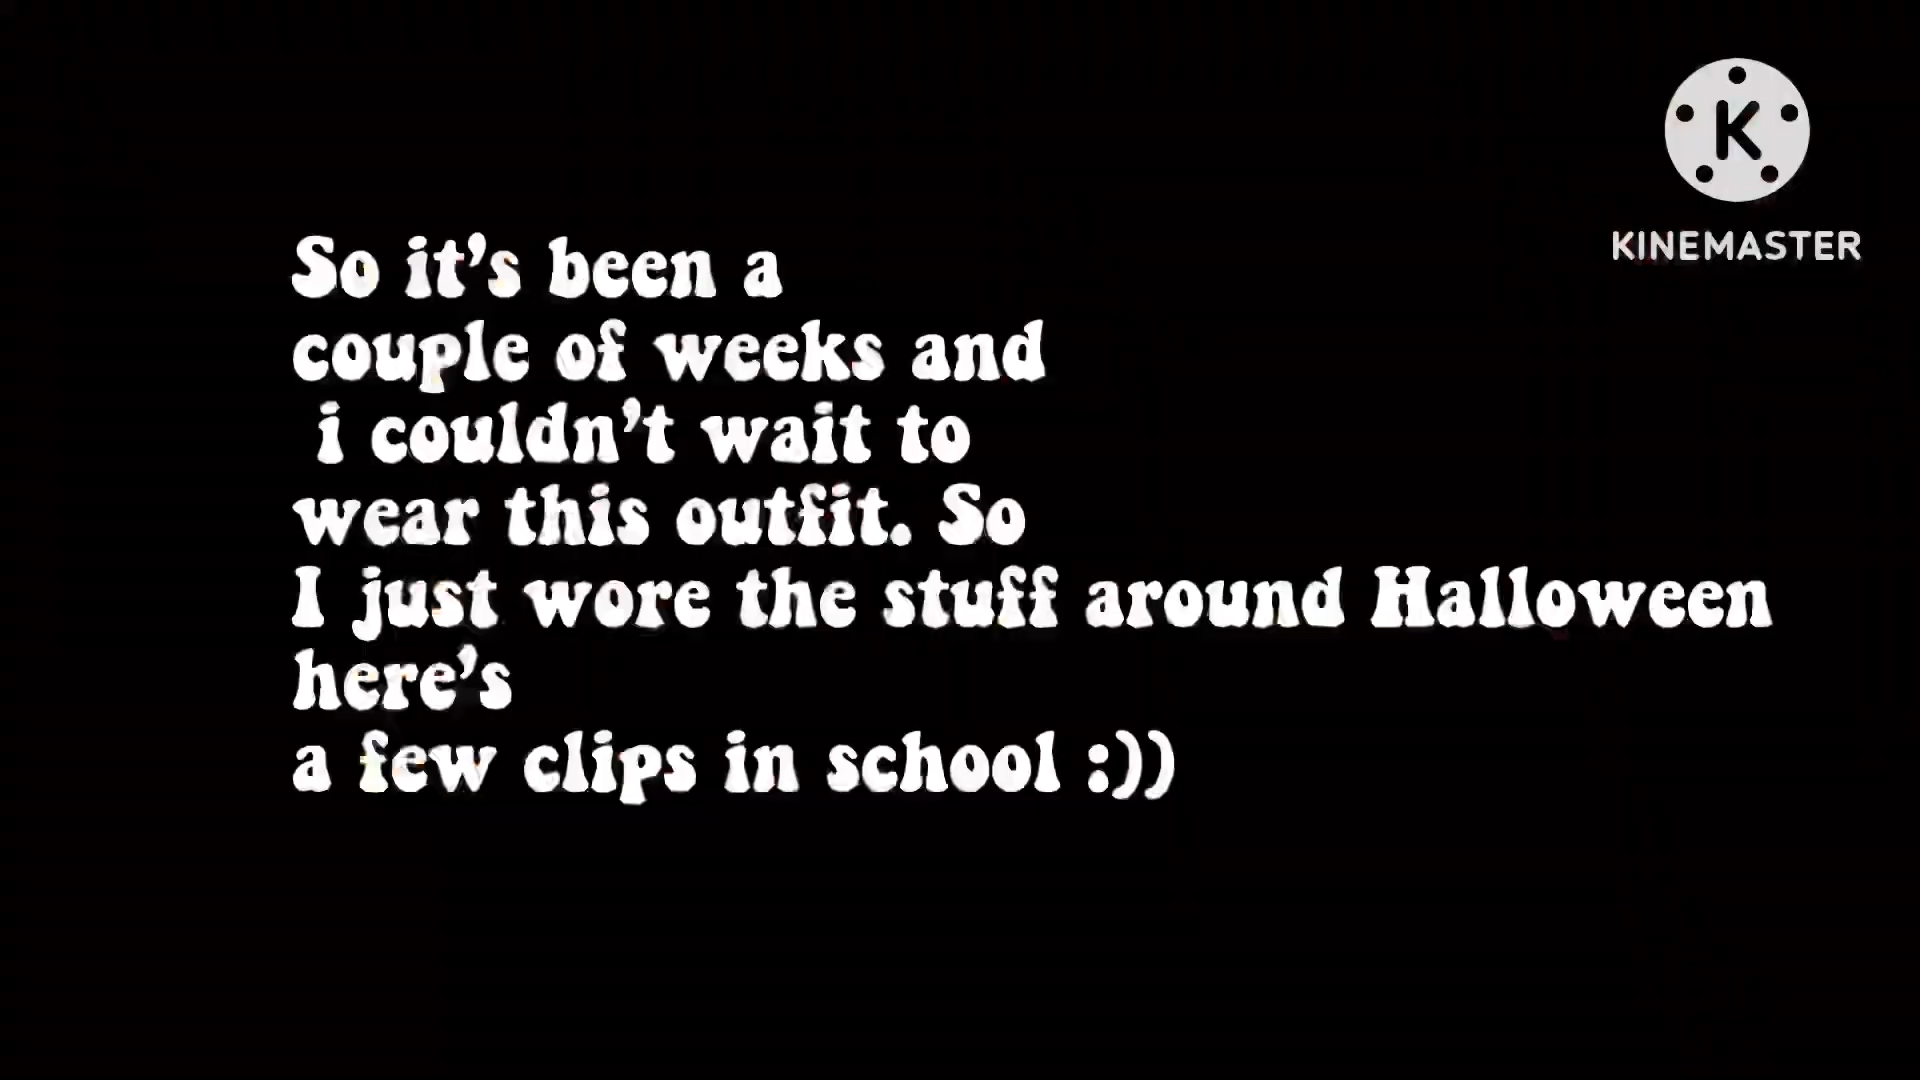 K
KINEMASTER
So it's been a
couple of weeks and
i couldn't wait to
wear this outfit. So
I just wore the stuff around Halloween
here's
a few clips in school :))